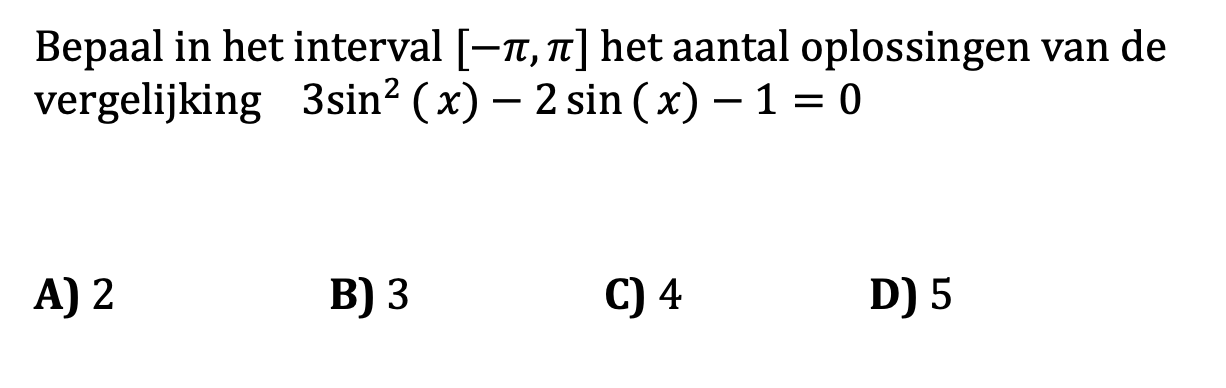 Bepaal in het interval [−π, π] het aantal oplossingen van de
vergelijking 3sin² (x) − 2 sin (x) − 1 = 0
A) 2 B) 3 C) 4 D) 5